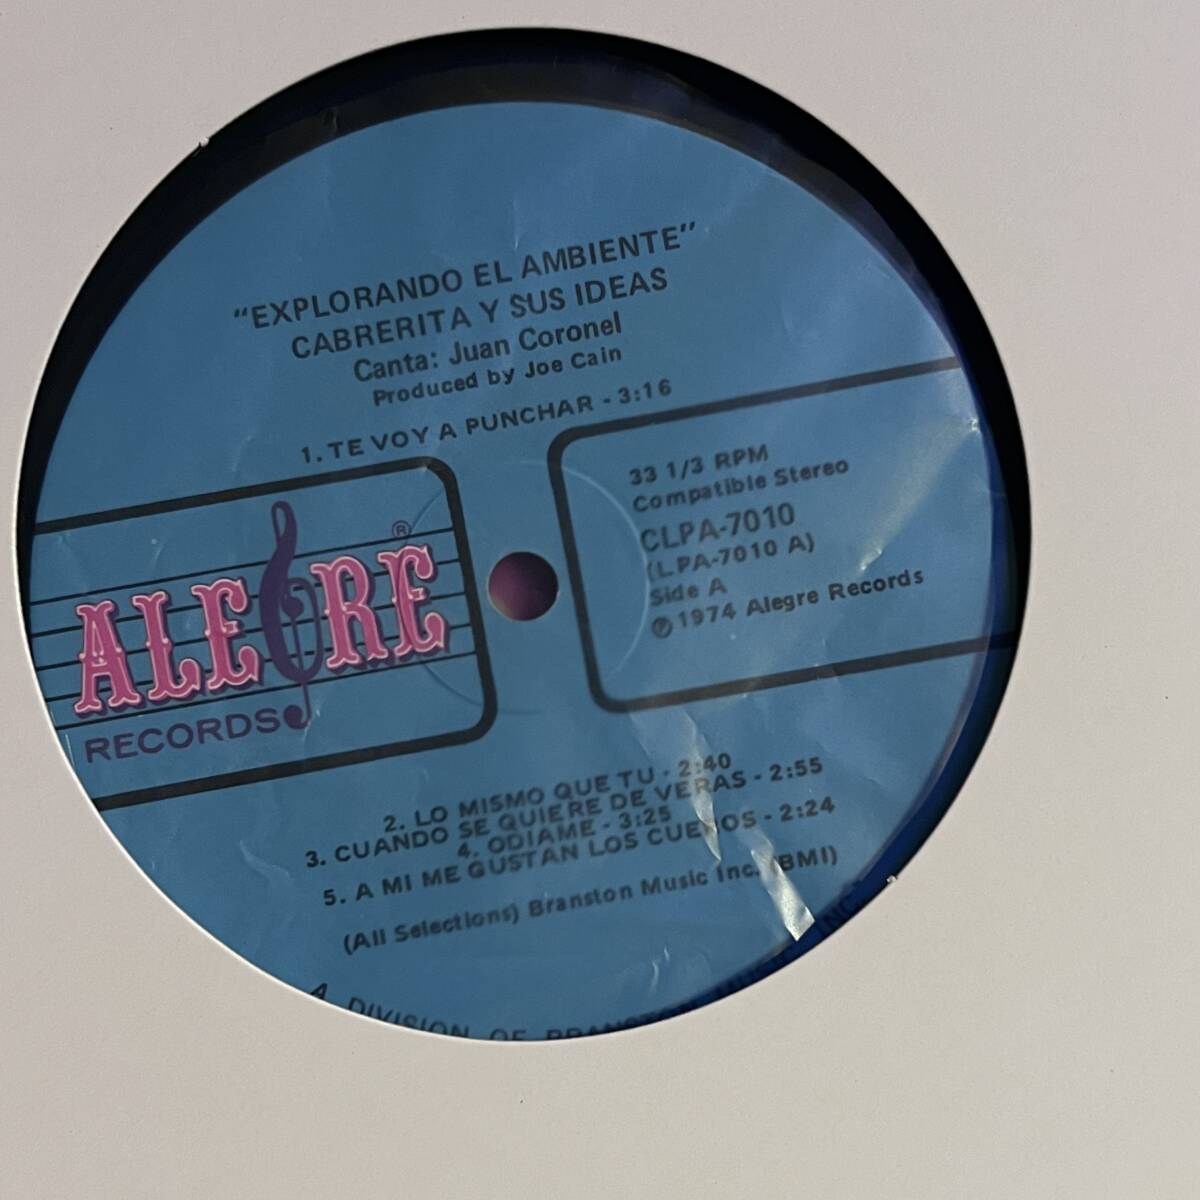 "EXPLORANDO EL AMBIENTE"
CABRERITA Y SUS IDEAS
Canta: Juan Coronel
Produced by Joe Cain
1. TE VOY A PUNCHAR - 3:16
ALEGRE ®
RECORDS
33 1/3 RPM
Compatible Stereo
CLPA-7010
(LPA-7010 A)
Side A
Ⓟ1974 Alegre Records
2. LO MISMO QUE TU - 2:40
3. CUANDO SE QUIERE DE VERAS - 2:55
4. ODIAME - 3:25
5. A MI ME GUSTAN LOS CUEROS - 2:24
(All Selections) Branston Music Inc. (BMI)
A DIVISION OF INC.